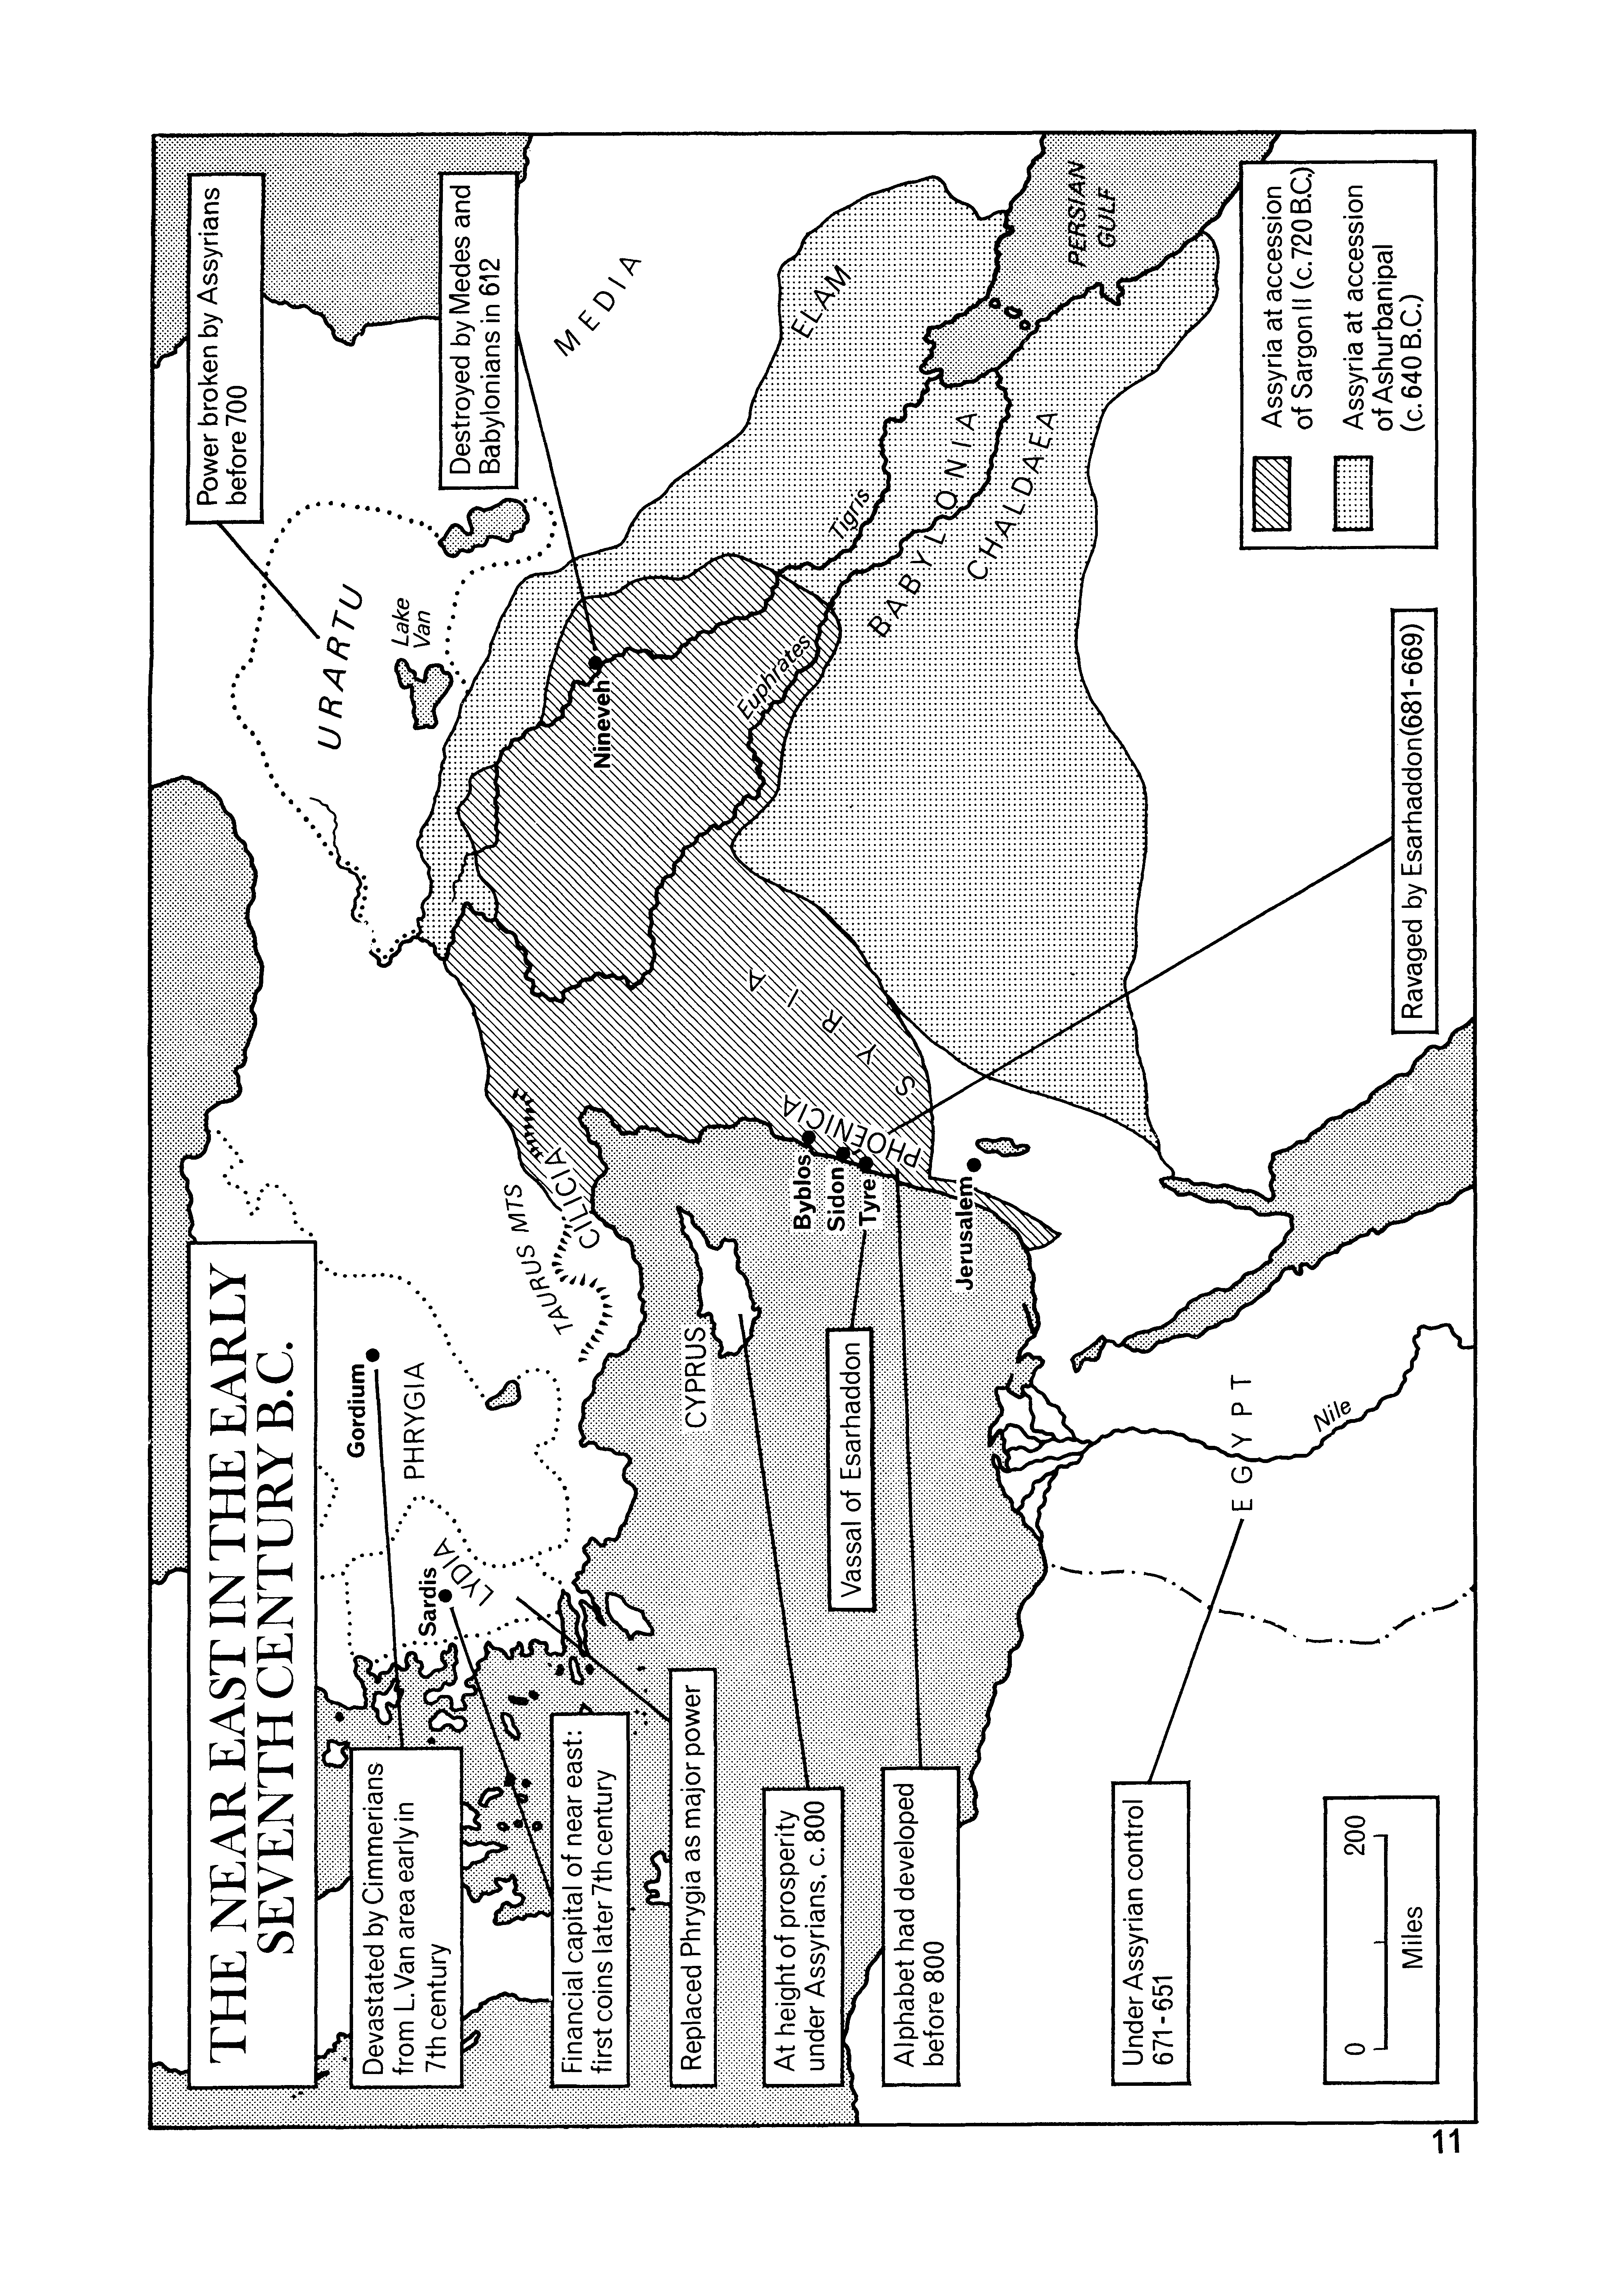 THE NEAR EAST IN THE EARLY
SEVENTH CENTURY B.C.
Devastated by Cimmerians
from L. Van area early in
7th century
Financial capital of near east:
first coins later 7th century
Replaced Phrygia as major power
At height of prosperity
under Assyrians, c. 800
Alphabet had developed
before 800
Under Assyrian control
671-651
0
200
Miles
Vassal of Esarhaddon
Power broken by Assyrians
before 700
Destroyed by Medes and
Babylonians in 612
Ravaged by Esarhaddon (681-669)
Assyria at accession
of Sargon II (c. 720 B.C.)
Assyria at accession
of Ashurbanipal
(c. 640 B.C.)
Gordium
PHRYGIA
Sardis
LYDIA
TAURUS MTS
CILICIA
CYPRUS
Byblos
Sidon
Tyre
PHOENICIA
SYRIA
Jerusalem
EGYPT
Nile
URARTU
Lake
Van
Nineveh
MEDIA
ELAM
Tigris
Euphrates
BABYLONIA
CHALDAEA
PERSIAN
GULF
11